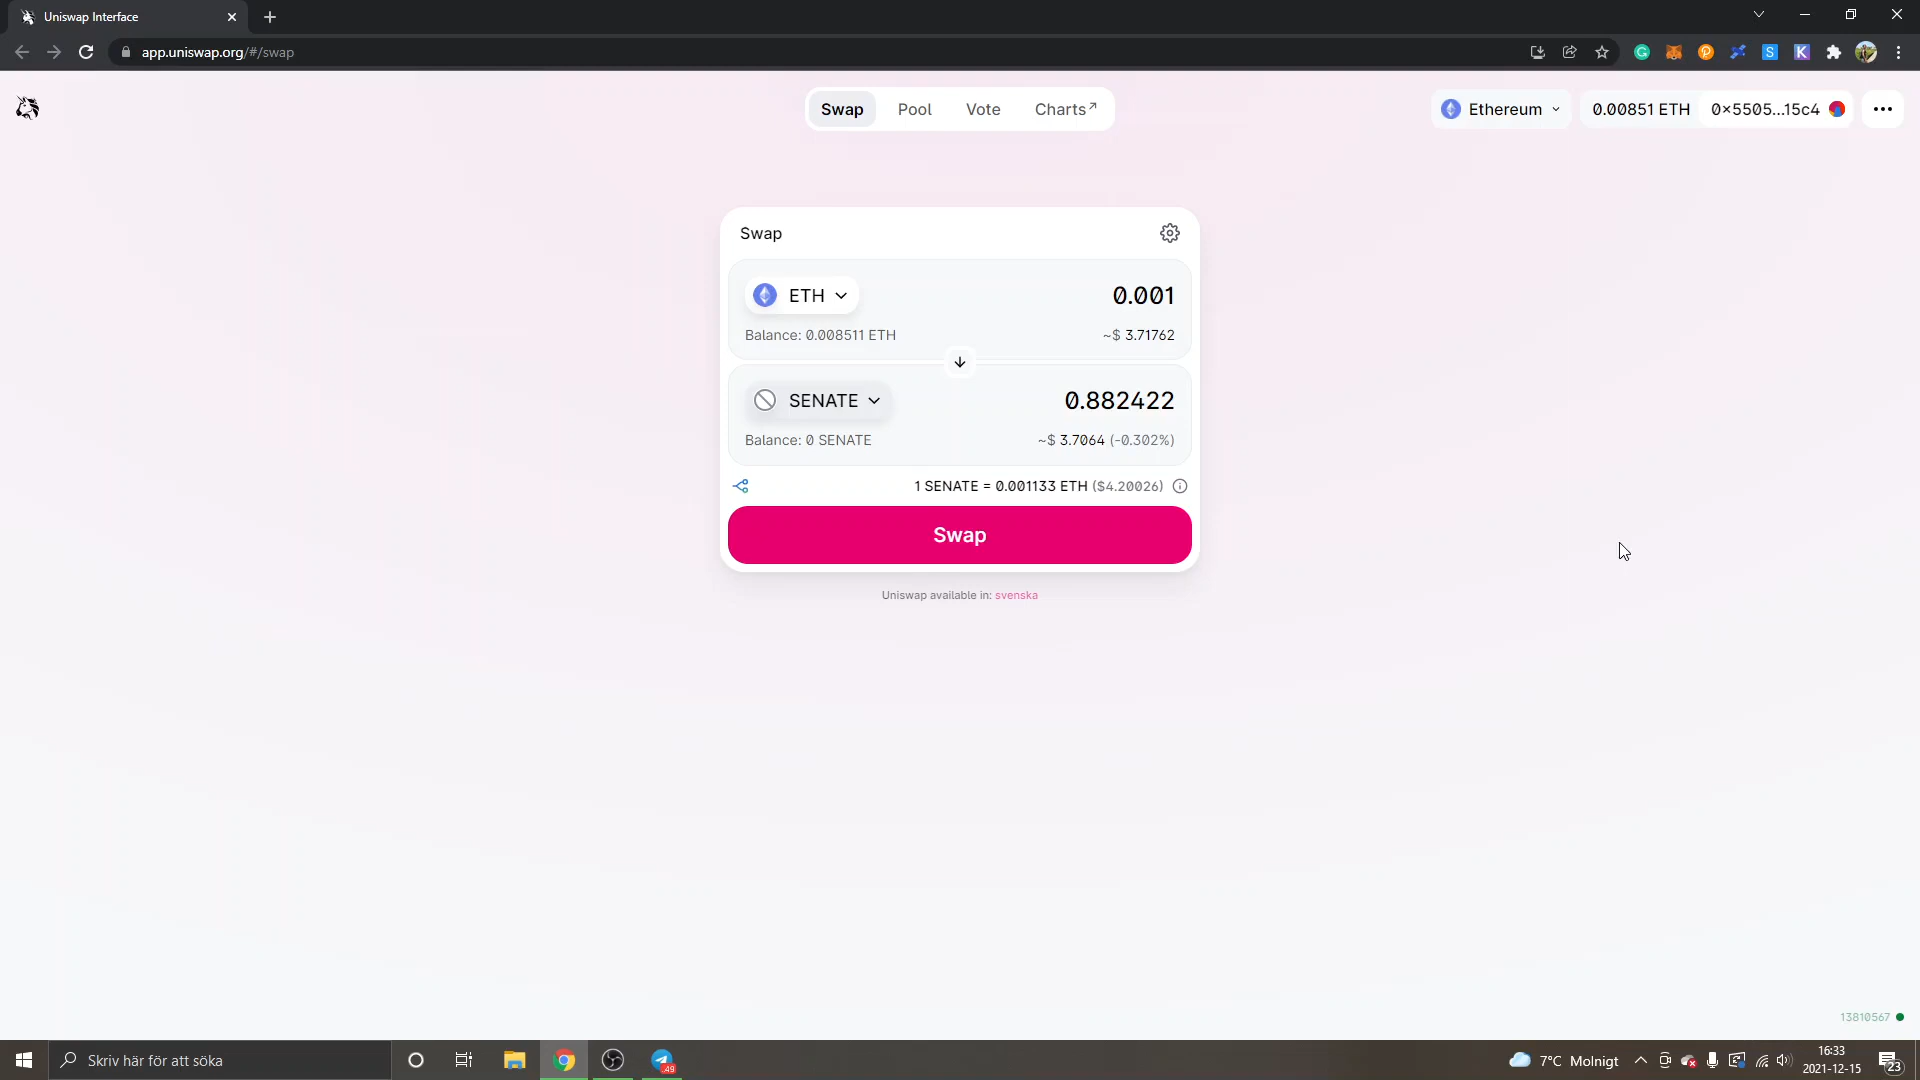 Uniswap Interface
app.uniswap.org/#/swap
Swap Pool Vote Charts↗
Ethereum 0.00851 ETH 0×5505...15c4
Swap
ETH 0.001
Balance: 0.008511 ETH ~$ 3.71762
SENATE 0.882422
Balance: 0 SENATE ~$ 3.7064 (-0.302%)
1 SENATE = 0.001133 ETH ($4.20026)
Swap
Uniswap available in: svenska
13810567
Skriv här för att söka
49
7°C Molnigt
16:33
2021-12-15
23